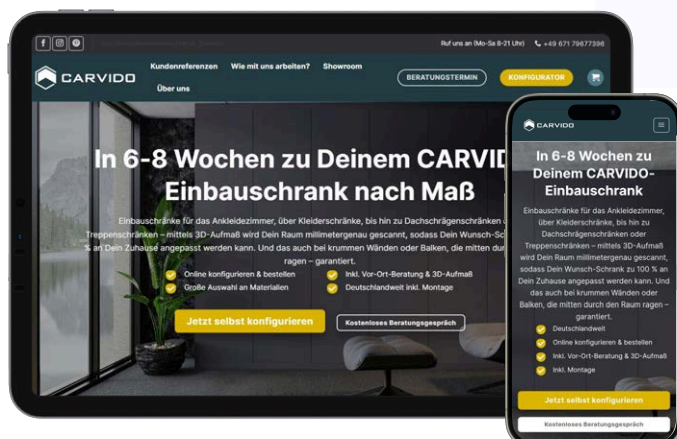 Ruf uns an (Mo-Sa 8-21 Uhr) +49 671 79677396
CARVIDO
Kundenreferenzen Wie mit uns arbeiten? Showroom
Über uns
BERATUNGSTERMIN
KONFIGURATOR
In 6-8 Wochen zu Deinem
Einbauschrank nach Maß
Einbauschränke für das Ankleidezimmer, über Kleiderschränke, bis hin zu Dachschrägenschränken
Treppenschränken – mittels 3D-Aufmaß wird Dein Raum millimetergenau gescannt, sodass Dein Wunsch-
% an Dein Zuhause angepasst werden kann. Und das auch bei krummen Wänden oder Balken, die mitten
ragen – garantiert.
Online konfigurieren & bestellen
Inkl. Vor-Ort-Beratung & 3D-Aufmaß
Große Auswahl an Materialien
Deutschlandweit inkl. Montage
Jetzt selbst konfigurieren
Kostenloses Beratungsgespräch
CARVIDO
In 6-8 Wochen zu
Deinem CARVIDO-
Einbauschrank
Einbauschränke für das Ankleidezimmer,
über Kleiderschränke, bis hin zu
Dachschrägenschränken oder
Treppenschränken – mittels 3D-Aufmaß
wird Dein Raum millimetergenau gescannt,
sodass Dein Wunsch-Schrank zu 100 % an
Dein Zuhause angepasst werden kann. Und
das auch bei krummen Wänden oder
Balken, die mitten durch den Raum ragen –
garantiert.
Deutschlandweit
Online konfigurieren & bestellen
Inkl. Vor-Ort-Beratung & 3D-Aufmaß
Inkl. Montage
Jetzt selbst konfigurieren
Kostenloses Beratungsgespräch